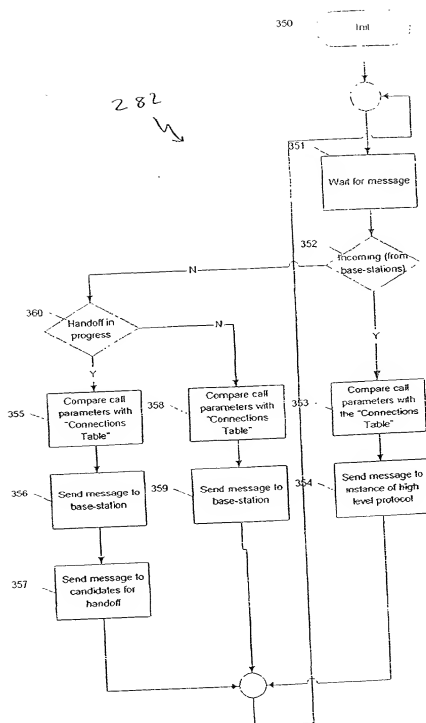 350
Init
282
351
Wait for message
352
Incoming (from
base-stations)
N
360
Handoff in
progress
N
Y
Y
355
Compare call
parameters with
"Connections
Table"
358
Compare call
parameters with
"Connections
Table"
353
Compare call
parameters with
the "Connections
Table"
356
Send message to
base-station
359
Send message to
base-station
354
Send message to
instance of high
level protocol
357
Send message to
candidates for
handoff